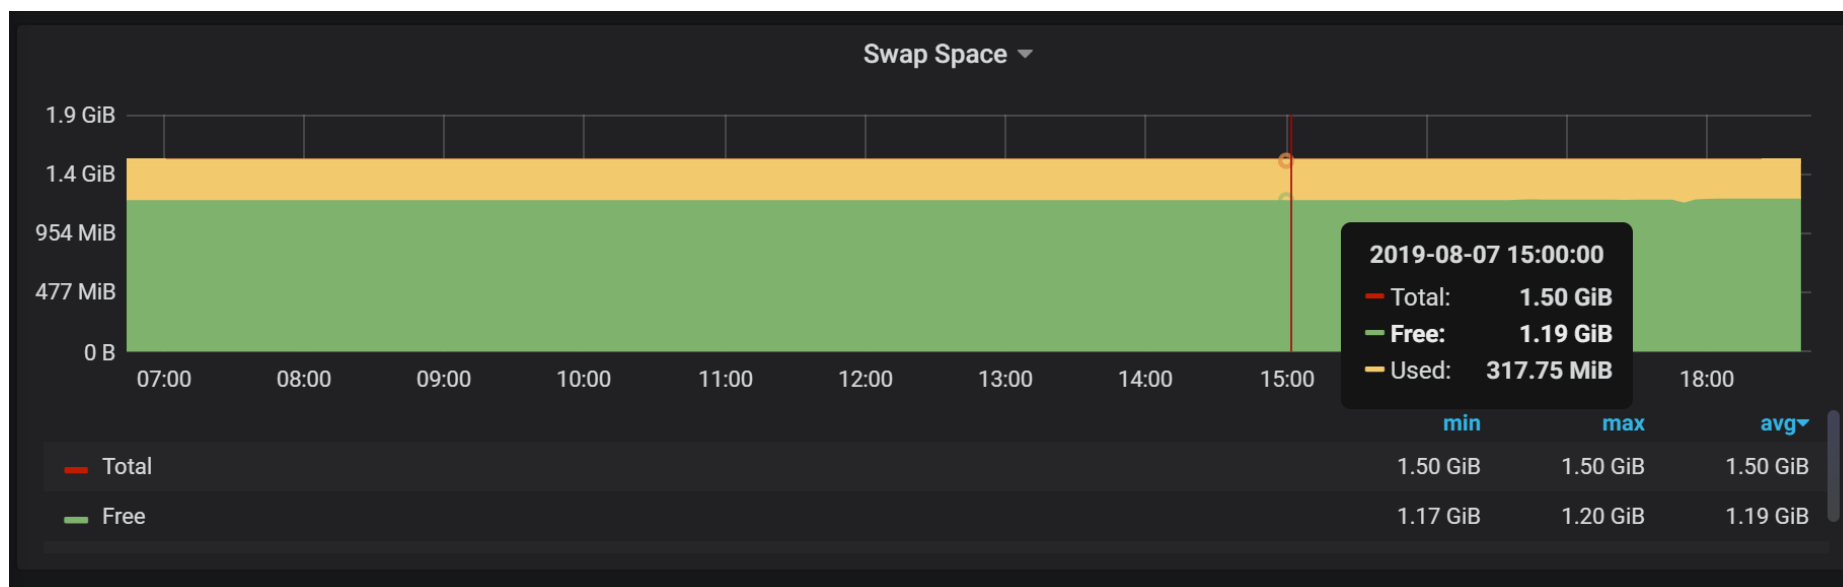 Swap Space
1.9 GiB
1.4 GiB
954 MiB
477 MiB
0 B
07:00 08:00 09:00 10:00 11:00 12:00 13:00 14:00 15:00 18:00
2019-08-07 15:00:00
Total: 1.50 GiB
Free: 1.19 GiB
Used: 317.75 MiB
min max avg
Total 1.50 GiB 1.50 GiB 1.50 GiB
Free 1.17 GiB 1.20 GiB 1.19 GiB